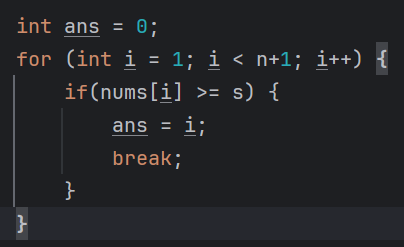 int ans = 0;
for (int i = 1; i < n+1; i++) {
    if(nums[i] >= s) {
        ans = i;
        break;
    }
}